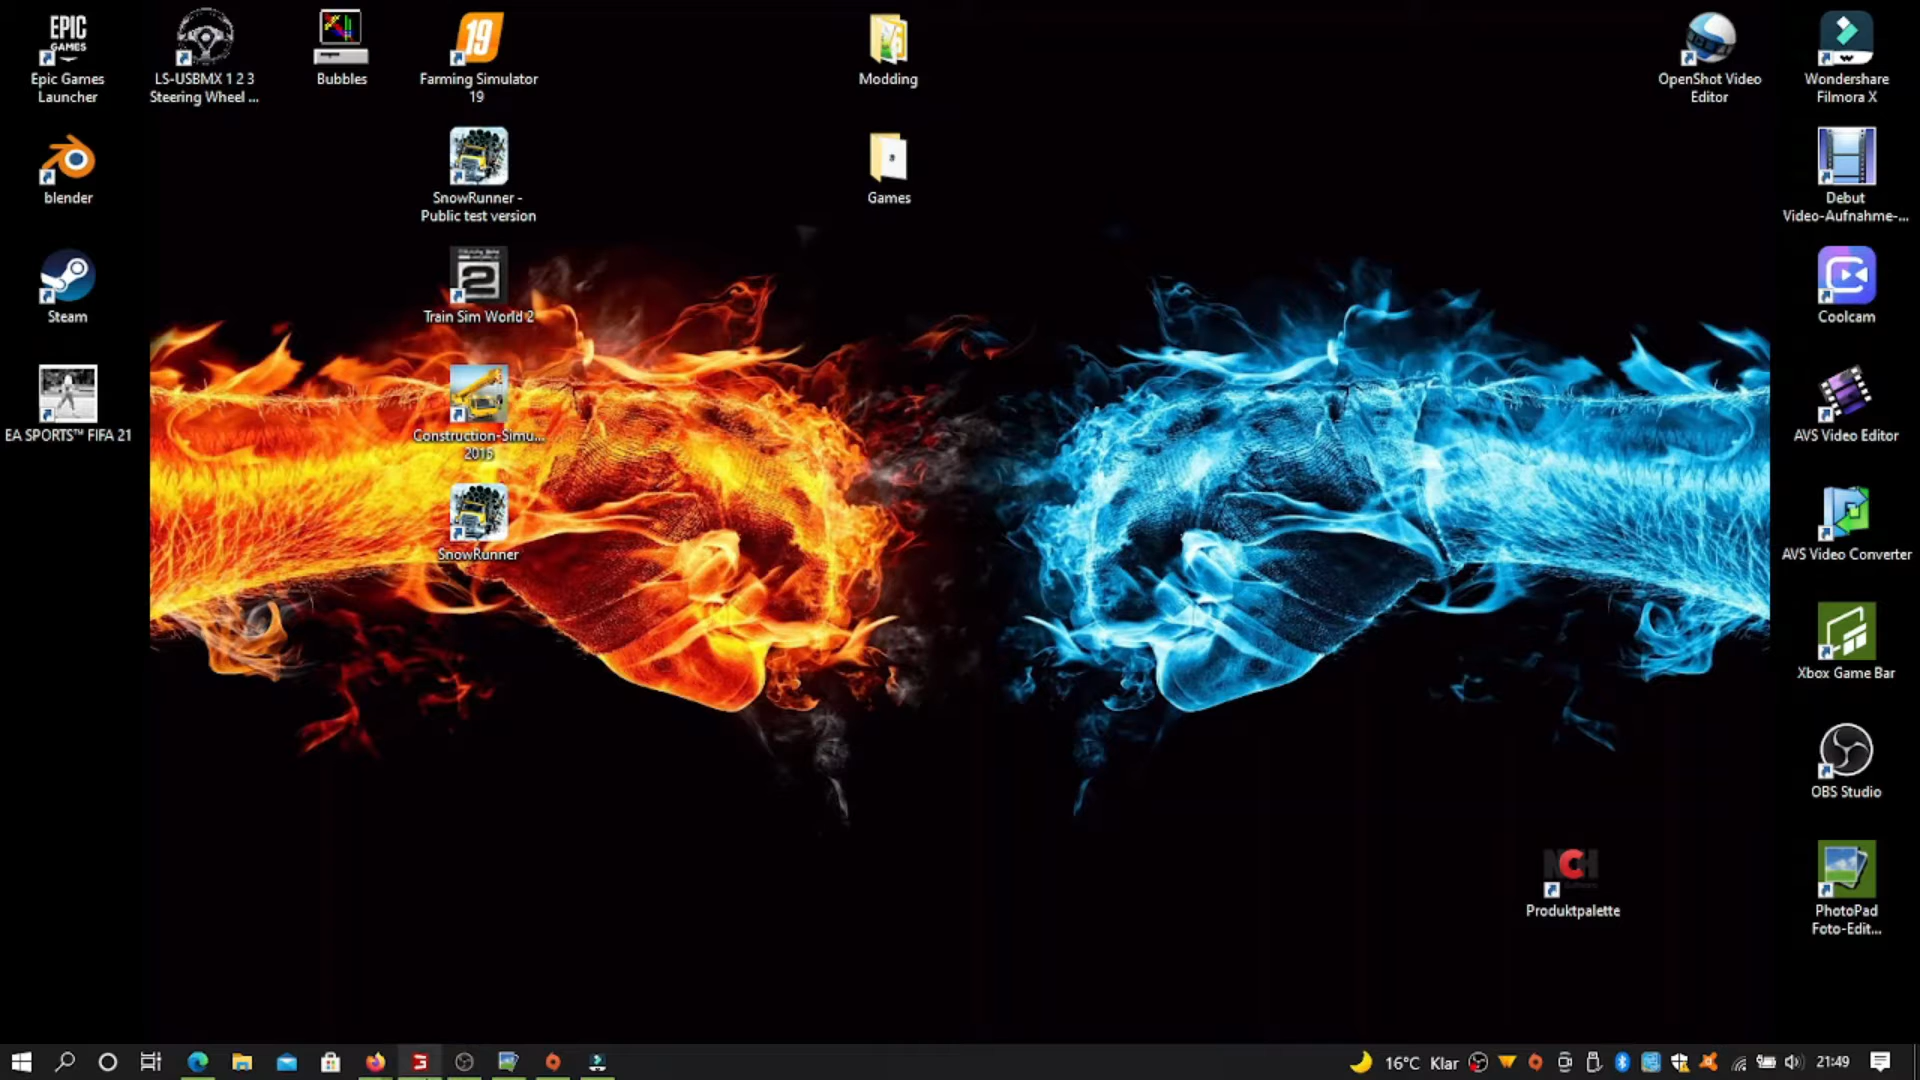 EPIC
GAMES
Epic Games
Launcher
LS-USBMX 1 2 3
Steering Wheel ...
Bubbles
19
Farming Simulator
19
Modding
OpenShot Video
Editor
Wondershare
Filmora X
blender
SnowRunner -
Public test version
Games
Debut
Video-Aufnahme-...
Steam
2
Train Sim World 2
Coolcam
EA SPORTS™ FIFA 21
Construction-Simu...
2015
AVS Video Editor
SnowRunner
AVS Video Converter
Xbox Game Bar
OBS Studio
NCH
Produktpalette
PhotoPad
Foto-Edit...
16°C Klar
21:49